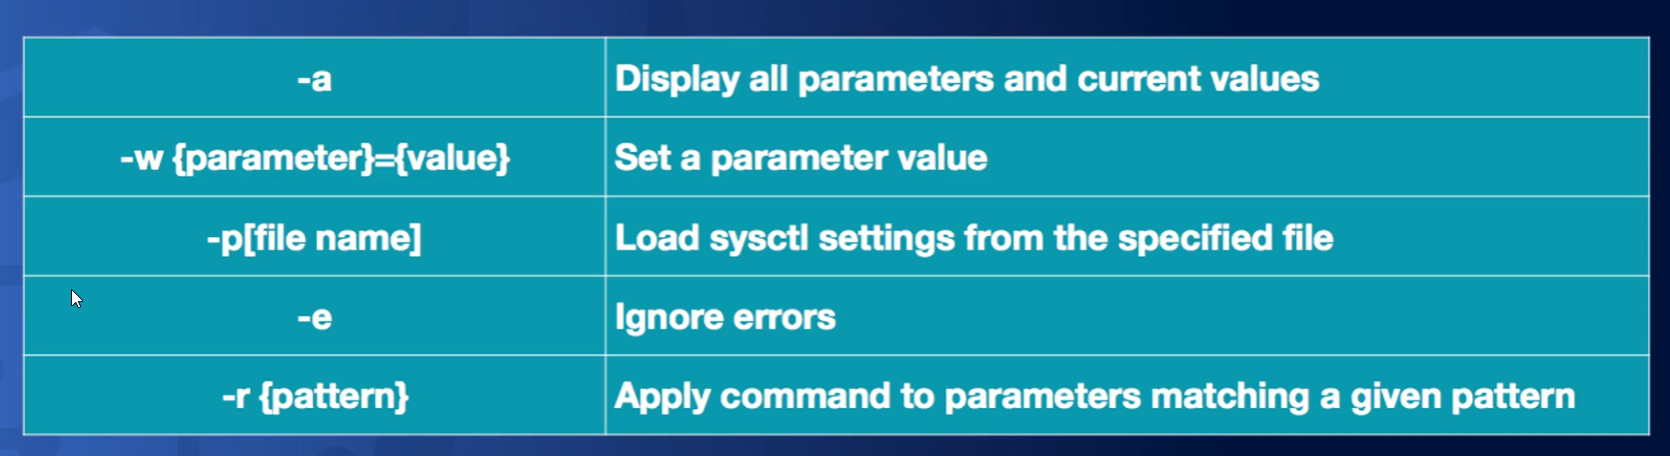 -a Display all parameters and current values
-w {parameter}={value} Set a parameter value
-p[file name] Load sysctl settings from the specified file
-e Ignore errors
-r {pattern} Apply command to parameters matching a given pattern